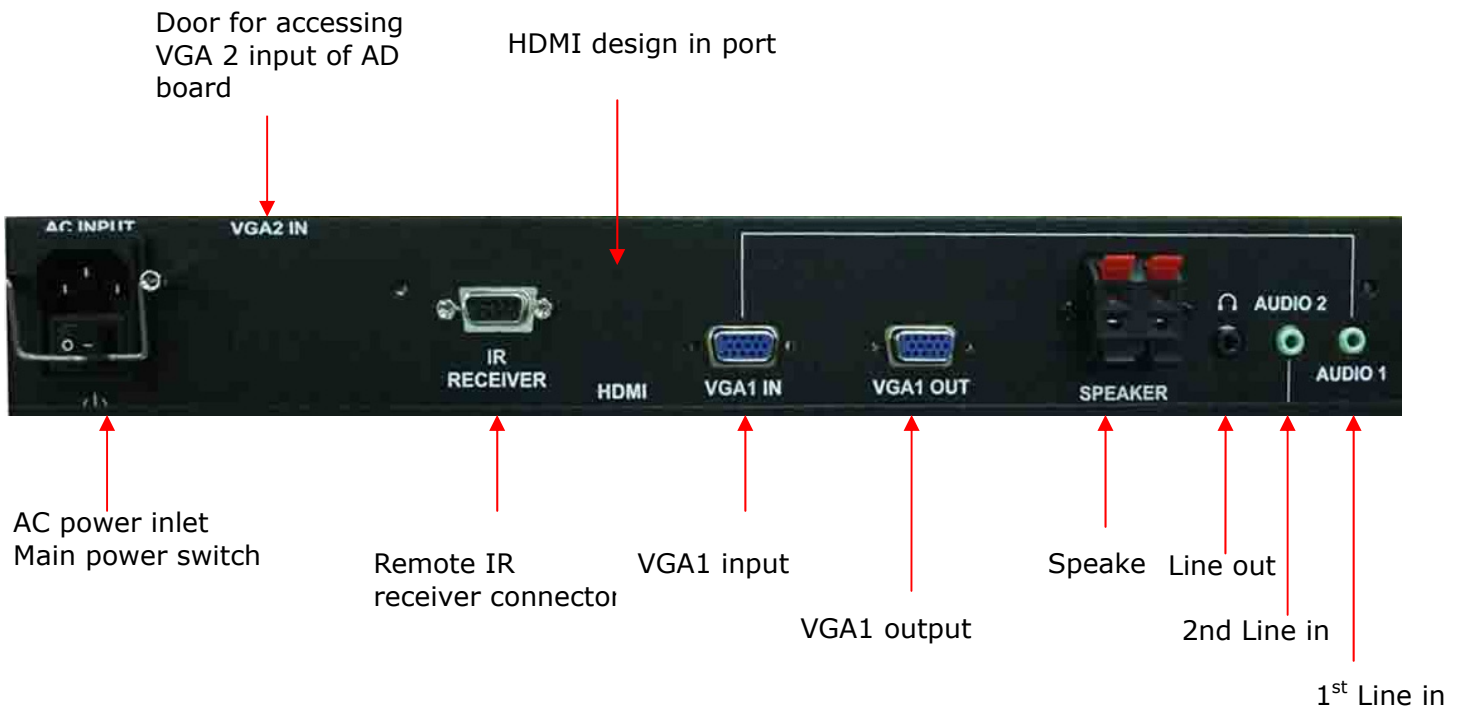 Door for accessing
VGA 2 input of AD
board
HDMI design in port
AC INPUT
VGA2 IN
IR
RECEIVER
HDMI
VGA1 IN
VGA1 OUT
SPEAKER
AUDIO 2
AUDIO 1
O -
AC power inlet
Main power switch
Remote IR
receiver connector
VGA1 input
VGA1 output
Speake
Line out
2nd Line in
1st Line in